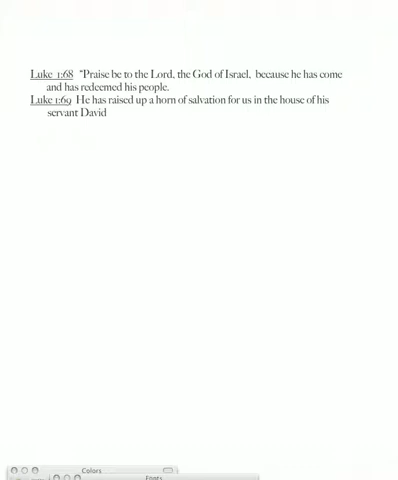 Luke 1:68 “Praise be to the Lord, the God of Israel, because he has come
and has redeemed his people.
Luke 1:69 He has raised up a horn of salvation for us in the house of his
servant David
Colors
Fonts